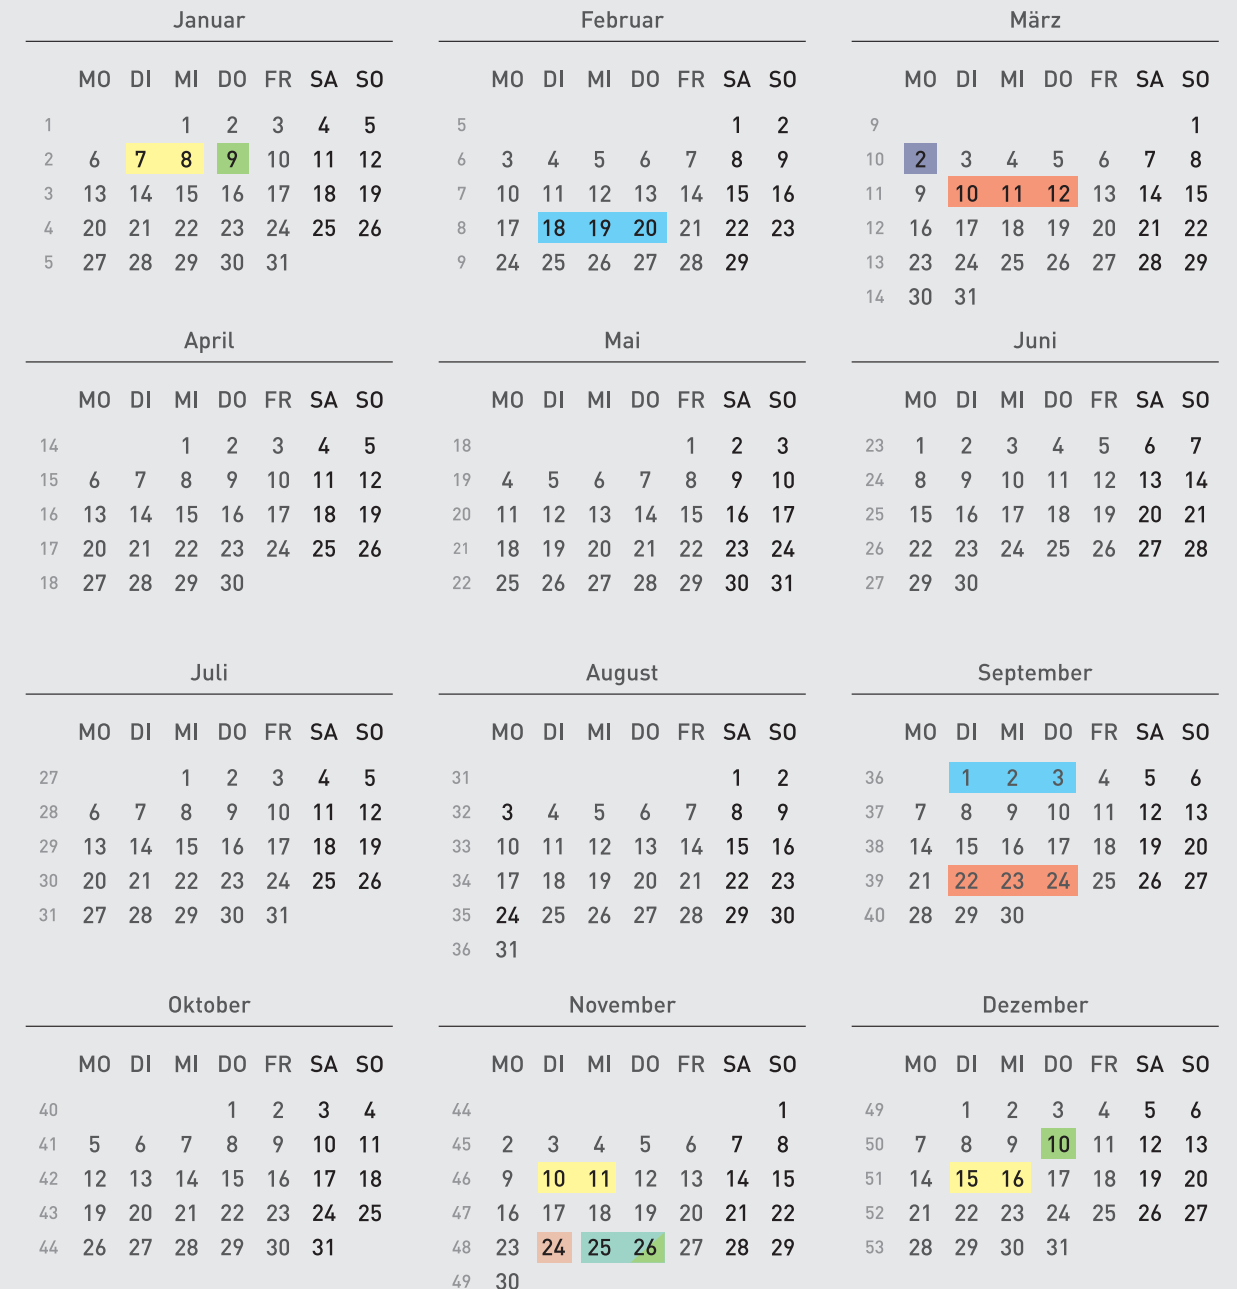 Januar
MO DI MI DO FR SA SO
1 1 2 3 4 5
2 6 7 8 9 10 11 12
3 13 14 15 16 17 18 19
4 20 21 22 23 24 25 26
5 27 28 29 30 31
Februar
MO DI MI DO FR SA SO
5 1 2
6 3 4 5 6 7 8 9
7 10 11 12 13 14 15 16
8 17 18 19 20 21 22 23
9 24 25 26 27 28 29
März
MO DI MI DO FR SA SO
9 1
10 2 3 4 5 6 7 8
11 9 10 11 12 13 14 15
12 16 17 18 19 20 21 22
13 23 24 25 26 27 28 29
14 30 31
April
MO DI MI DO FR SA SO
14 1 2 3 4 5
15 6 7 8 9 10 11 12
16 13 14 15 16 17 18 19
17 20 21 22 23 24 25 26
18 27 28 29 30
Mai
MO DI MI DO FR SA SO
18 1 2 3
19 4 5 6 7 8 9 10
20 11 12 13 14 15 16 17
21 18 19 20 21 22 23 24
22 25 26 27 28 29 30 31
Juni
MO DI MI DO FR SA SO
23 1 2 3 4 5 6 7
24 8 9 10 11 12 13 14
25 15 16 17 18 19 20 21
26 22 23 24 25 26 27 28
27 29 30
Juli
MO DI MI DO FR SA SO
27 1 2 3 4 5
28 6 7 8 9 10 11 12
29 13 14 15 16 17 18 19
30 20 21 22 23 24 25 26
31 27 28 29 30 31
August
MO DI MI DO FR SA SO
31 1 2
32 3 4 5 6 7 8 9
33 10 11 12 13 14 15 16
34 17 18 19 20 21 22 23
35 24 25 26 27 28 29 30
36 31
September
MO DI MI DO FR SA SO
36 1 2 3 4 5 6
37 7 8 9 10 11 12 13
38 14 15 16 17 18 19 20
39 21 22 23 24 25 26 27
40 28 29 30
Oktober
MO DI MI DO FR SA SO
40 1 2 3 4
41 5 6 7 8 9 10 11
42 12 13 14 15 16 17 18
43 19 20 21 22 23 24 25
44 26 27 28 29 30 31
November
MO DI MI DO FR SA SO
44 1
45 2 3 4 5 6 7 8
46 9 10 11 12 13 14 15
47 16 17 18 19 20 21 22
48 23 24 25 26 27 28 29
49 30
Dezember
MO DI MI DO FR SA SO
49 1 2 3 4 5 6
50 7 8 9 10 11 12 13
51 14 15 16 17 18 19 20
52 21 22 23 24 25 26 27
53 28 29 30 31